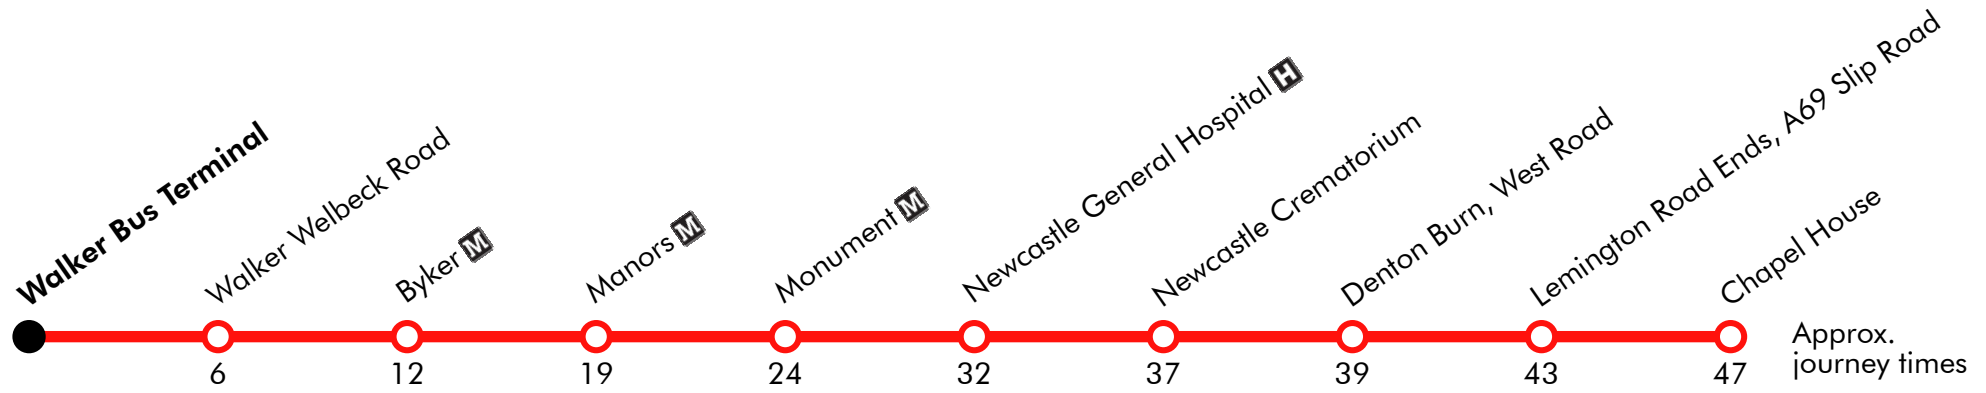 Walker Bus Terminal
Walker Welbeck Road
Byker M
Manors M
Monument M
Newcastle General Hospital H
Newcastle Crematorium
Denton Burn, West Road
Lemington Road Ends, A69 Slip Road
Chapel House
6 12 19 24 32 37 39 43 47
Approx.
journey times